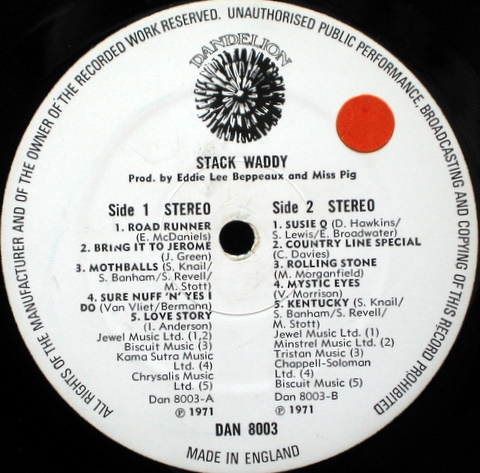 ALL RIGHTS OF THE MANUFACTURER AND OF THE OWNER OF THE RECORDED WORK RESERVED. UNAUTHORISED PUBLIC PERFORMANCE, BROADCASTING AND COPYING OF THIS RECORD PROHIBITED
DANDELION
STACK WADDY
Prod. by Eddie Lee Beppeaux and Miss Pig
Side 1 STEREO
1. ROAD RUNNER
(E. McDaniels)
2. BRING IT TO JEROME
(J. Green)
3. MOTHBALLS (S. Knail/
S. Banham/S. Revell/
M. Stott)
4. SURE NUFF 'N' YES I
DO (Van Vliet/Bermann)
5. LOVE STORY
(I. Anderson)
Jewel Music Ltd. (1,2)
Biscuit Music (3)
Kama Sutra Music
Ltd. (4)
Chrysalis Music
Ltd. (5)
Dan 8003-A
℗ 1971
Side 2 STEREO
1. SUSIE Q (D. Hawkins/
S. Lewis/E. Broadwater)
2. COUNTRY LINE SPECIAL
(C. Davies)
3. ROLLING STONE
(M. Morganfield)
4. MYSTIC EYES
(V. Morrison)
5. KENTUCKY (S. Knail/
S. Banham/S. Revell/
M. Stott)
Jewel Music Ltd. (1)
Minstrel Music Ltd. (2)
Tristan Music (3)
Chappell-Soloman
Ltd. (4)
Biscuit Music (5)
Dan 8003-B
℗ 1971
DAN 8003
MADE IN ENGLAND